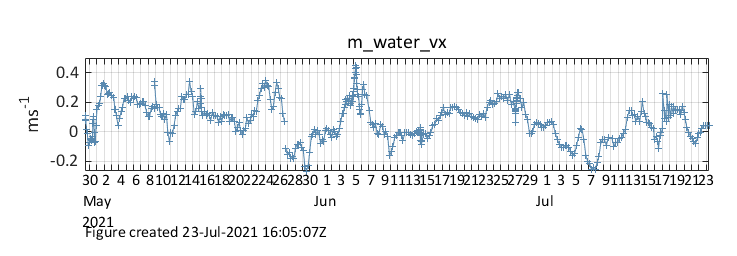 m_water_vx
ms-1
0.4
0.2
0
-0.2
30 2 4 6 8 10 12 14 16 18 20 22 24 26 28 30 1 3 5 7 9 11 13 15 17 19 21 23 25 27 29 1 3 5 7 9 11 13 15 17 19 21 23
May Jun Jul
2021
Figure created 23-Jul-2021 16:05:07Z